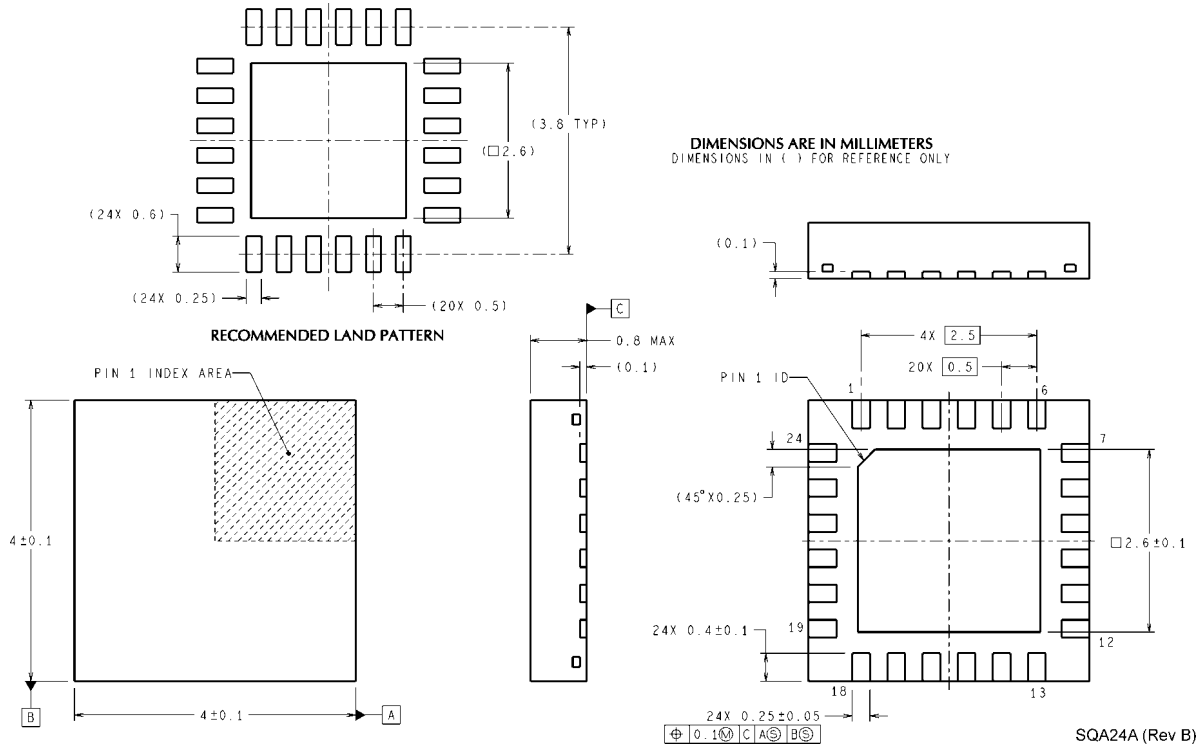 (3.8 TYP)
(□2.6)
DIMENSIONS ARE IN MILLIMETERS
DIMENSIONS IN ( ) FOR REFERENCE ONLY
(24X 0.6)
(0.1)
(24X 0.25)
(20X 0.5)
RECOMMENDED LAND PATTERN
C
0.8 MAX
(0.1)
4X 2.5
20X 0.5
PIN 1 INDEX AREA
PIN 1 ID
1
6
24
7
(45°X0.25)
4±0.1
□2.6±0.1
24X 0.4±0.1
19
12
18
13
B
4±0.1
A
24X 0.25±0.05
⌖ 0.1Ⓜ C AⓈ BⓈ
SQA24A (Rev B)